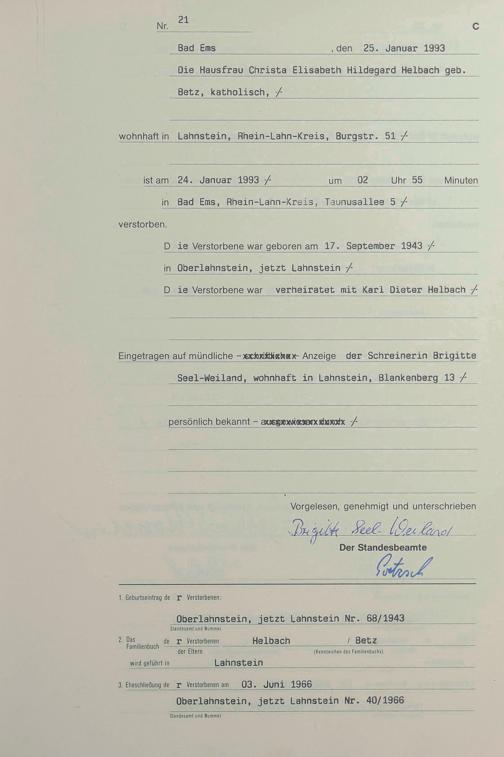 Nr. 21 C
Bad Ems , den 25. Januar 1993
Die Hausfrau Christa Elisabeth Hildegard Helbach geb.
Betz, katholisch,
wohnhaft in Lahnstein, Rhein-Lahn-Kreis, Burgstr. 51
ist am 24. Januar 1993 um 02 Uhr 55 Minuten
in Bad Ems, Rhein-Lahn-Kreis, Taunusallee 5
verstorben.
D ie Verstorbene war geboren am 17. September 1943
in Oberlahnstein, jetzt Lahnstein
D ie Verstorbene war verheiratet mit Karl Dieter Helbach
Eingetragen auf mündliche – Anzeige der Schreinerin Brigitte
Seel-Weiland, wohnhaft in Lahnstein, Blankenberg 13
persönlich bekannt –
Vorgelesen, genehmigt und unterschrieben
Brigitte Seel-Weiland
Der Standesbeamte
1. Geburtseintrag de r Verstorbenen:
Oberlahnstein, jetzt Lahnstein Nr. 68/1943
Standesamt und Nummer
2. Das Familienbuch de r Verstorbenen Helbach / Betz
der Eltern (Kennzeichen des Familienbuchs)
wird geführt in Lahnstein
3. Eheschließung de r Verstorbenen am 03. Juni 1966
Oberlahnstein, jetzt Lahnstein Nr. 40/1966
Standesamt und Nummer